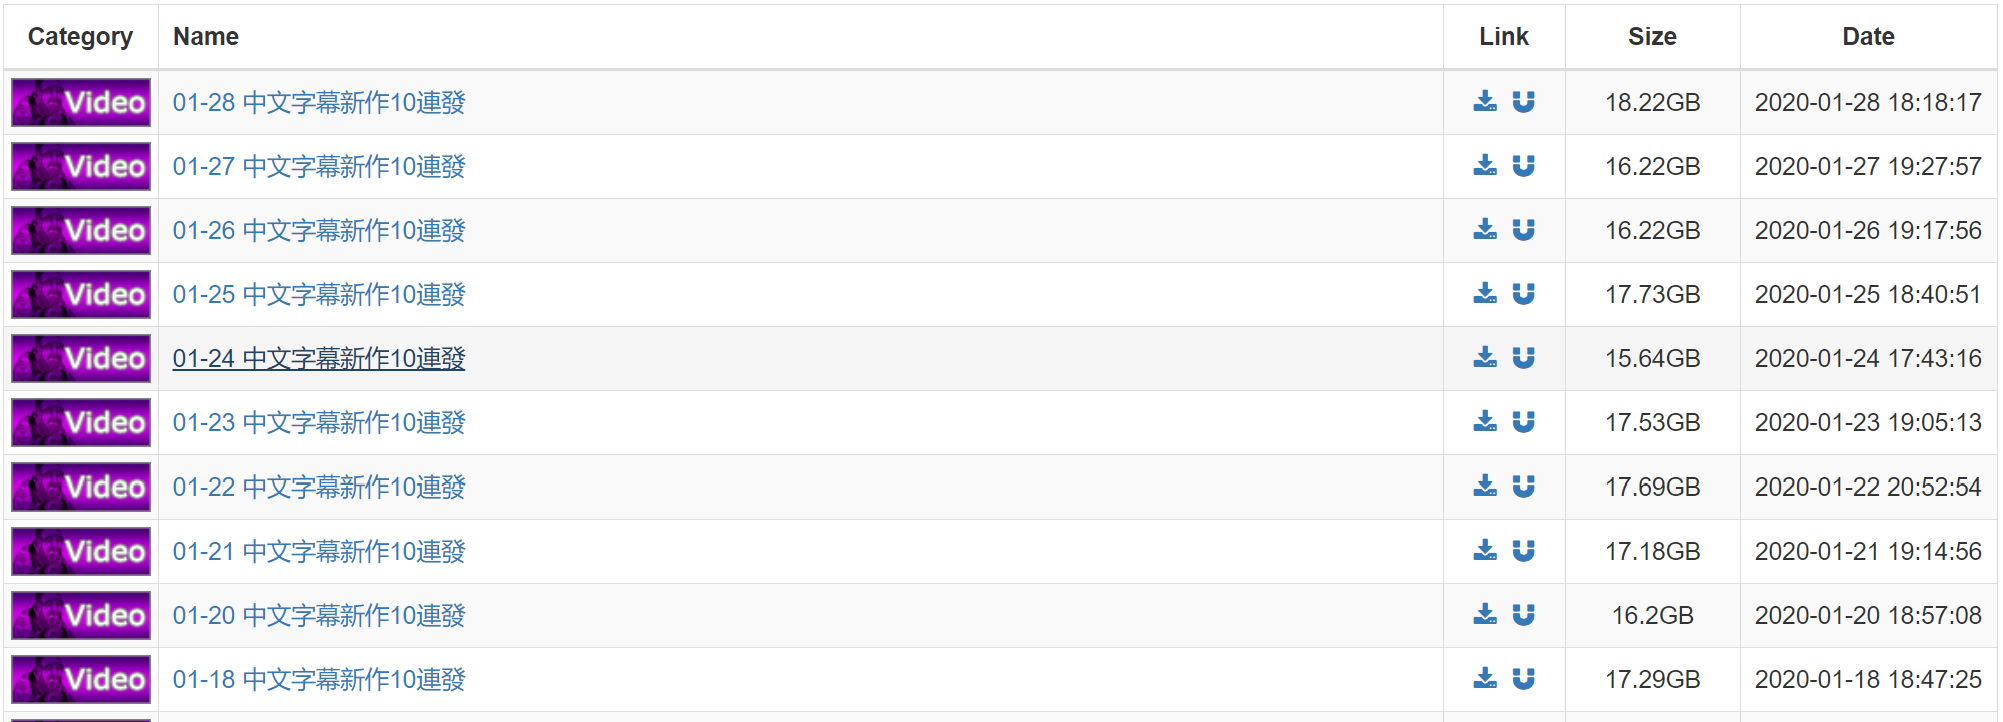 Category Name Link Size Date
Video 01-28 中文字幕新作10連發 18.22GB 2020-01-28 18:18:17
Video 01-27 中文字幕新作10連發 16.22GB 2020-01-27 19:27:57
Video 01-26 中文字幕新作10連發 16.22GB 2020-01-26 19:17:56
Video 01-25 中文字幕新作10連發 17.73GB 2020-01-25 18:40:51
Video 01-24 中文字幕新作10連發 15.64GB 2020-01-24 17:43:16
Video 01-23 中文字幕新作10連發 17.53GB 2020-01-23 19:05:13
Video 01-22 中文字幕新作10連發 17.69GB 2020-01-22 20:52:54
Video 01-21 中文字幕新作10連發 17.18GB 2020-01-21 19:14:56
Video 01-20 中文字幕新作10連發 16.2GB 2020-01-20 18:57:08
Video 01-18 中文字幕新作10連發 17.29GB 2020-01-18 18:47:25